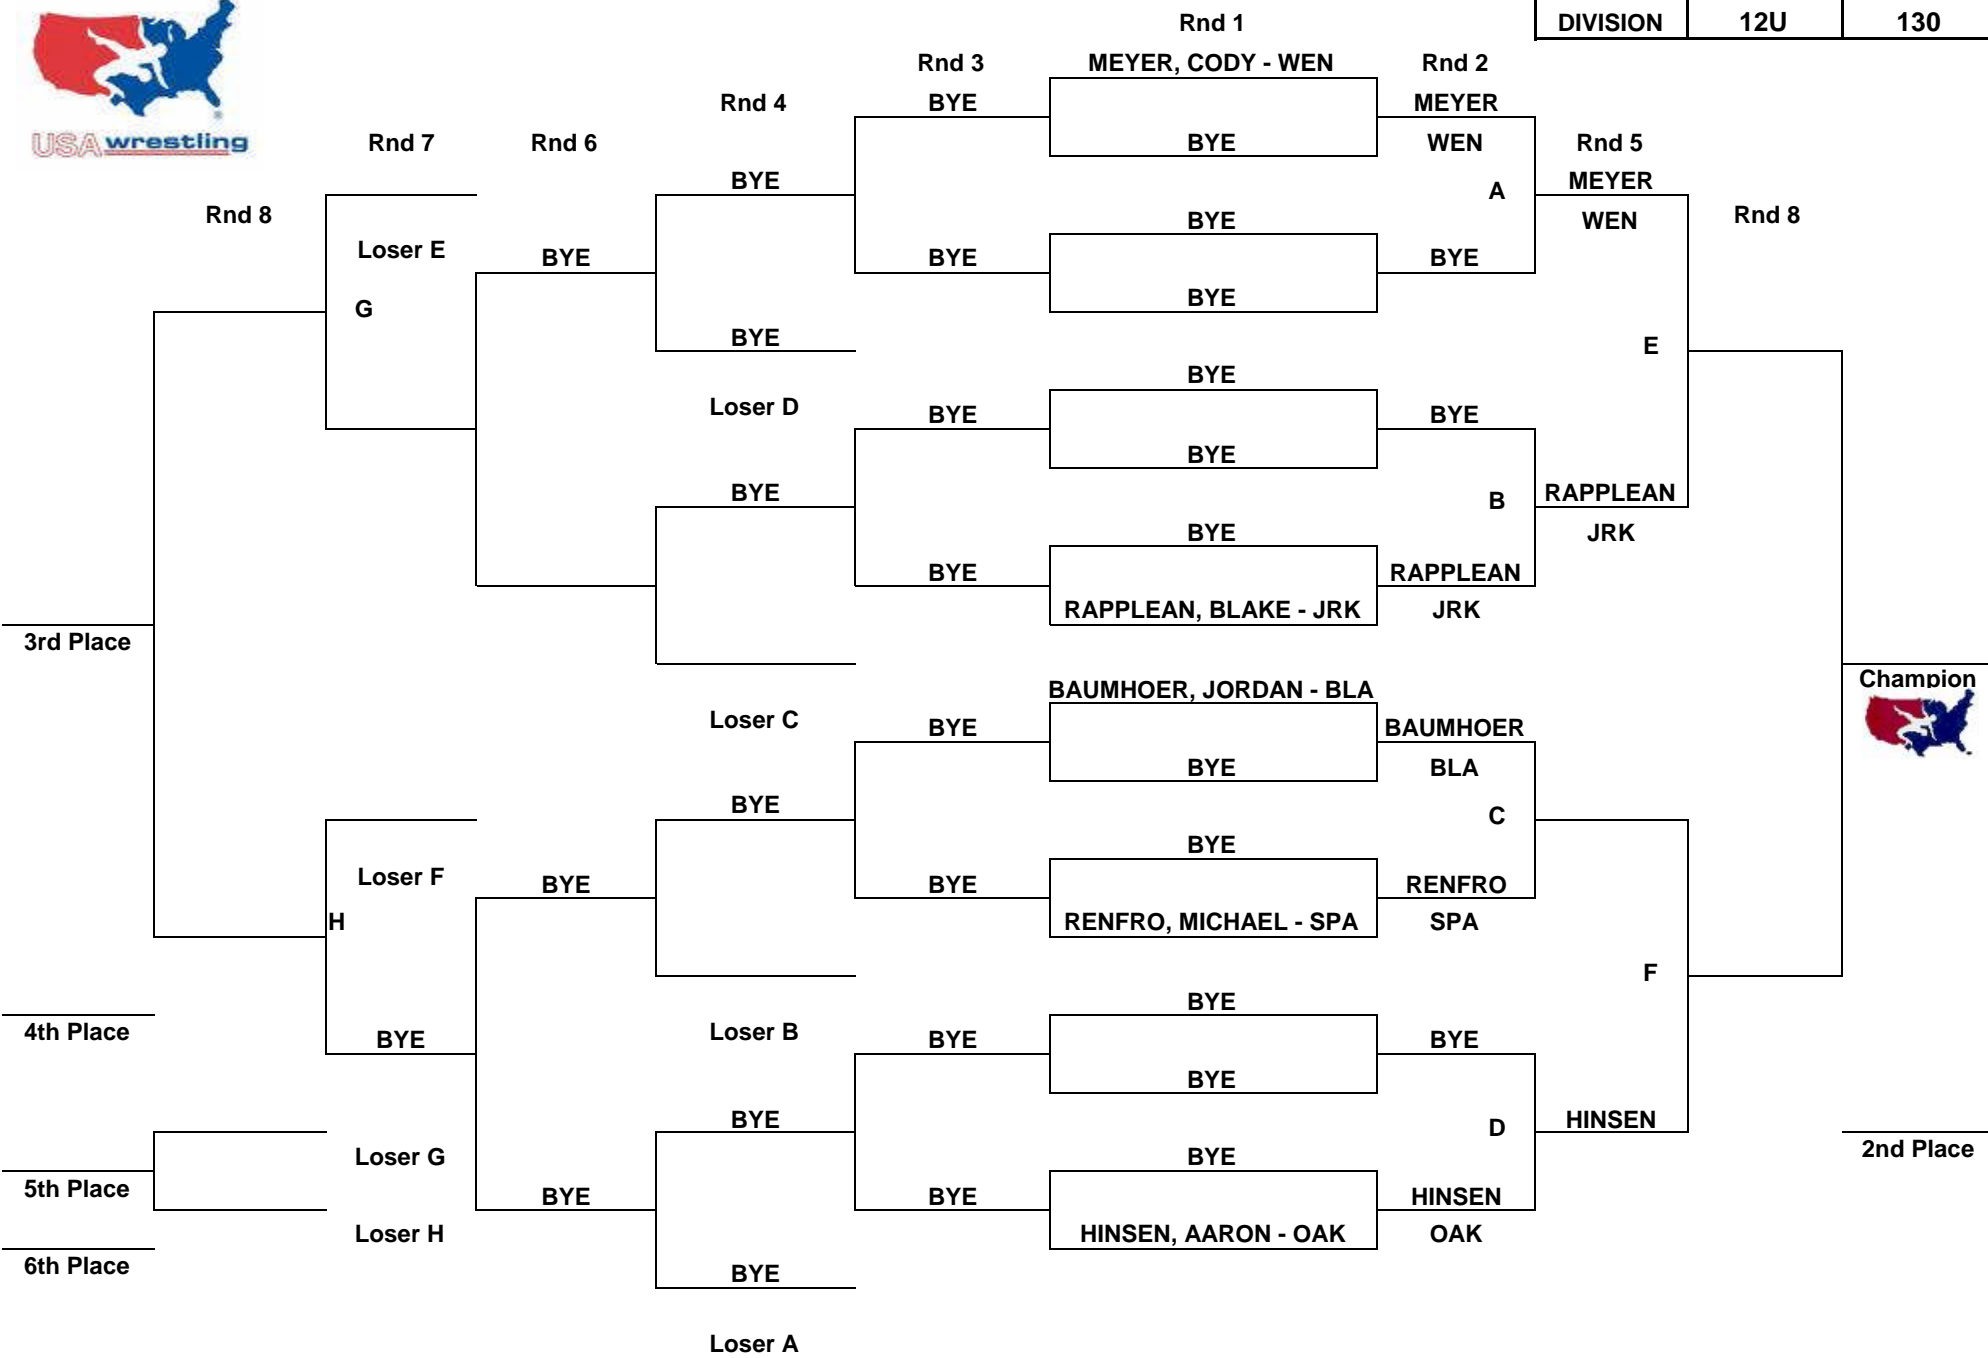 Rnd 1
DIVISION 12U 130
Rnd 3 MEYER, CODY - WEN Rnd 2
Rnd 4 BYE MEYER
USA wrestling Rnd 7 Rnd 6 BYE WEN Rnd 5
BYE A MEYER
Rnd 8 BYE WEN Rnd 8
Loser E BYE BYE BYE
G BYE
BYE E
BYE
Loser D BYE BYE
BYE
BYE B RAPPLEAN
BYE JRK
BYE RAPPLEAN
RAPPLEAN, BLAKE - JRK JRK
3rd Place
BAUMHOER, JORDAN - BLA Champion
Loser C BYE BAUMHOER
BYE BLA
BYE C
BYE
Loser F BYE BYE RENFRO
H RENFRO, MICHAEL - SPA SPA
F
BYE
4th Place BYE Loser B BYE BYE
BYE
BYE D HINSEN
Loser G BYE 2nd Place
5th Place BYE BYE HINSEN
Loser H HINSEN, AARON - OAK OAK
6th Place BYE
Loser A